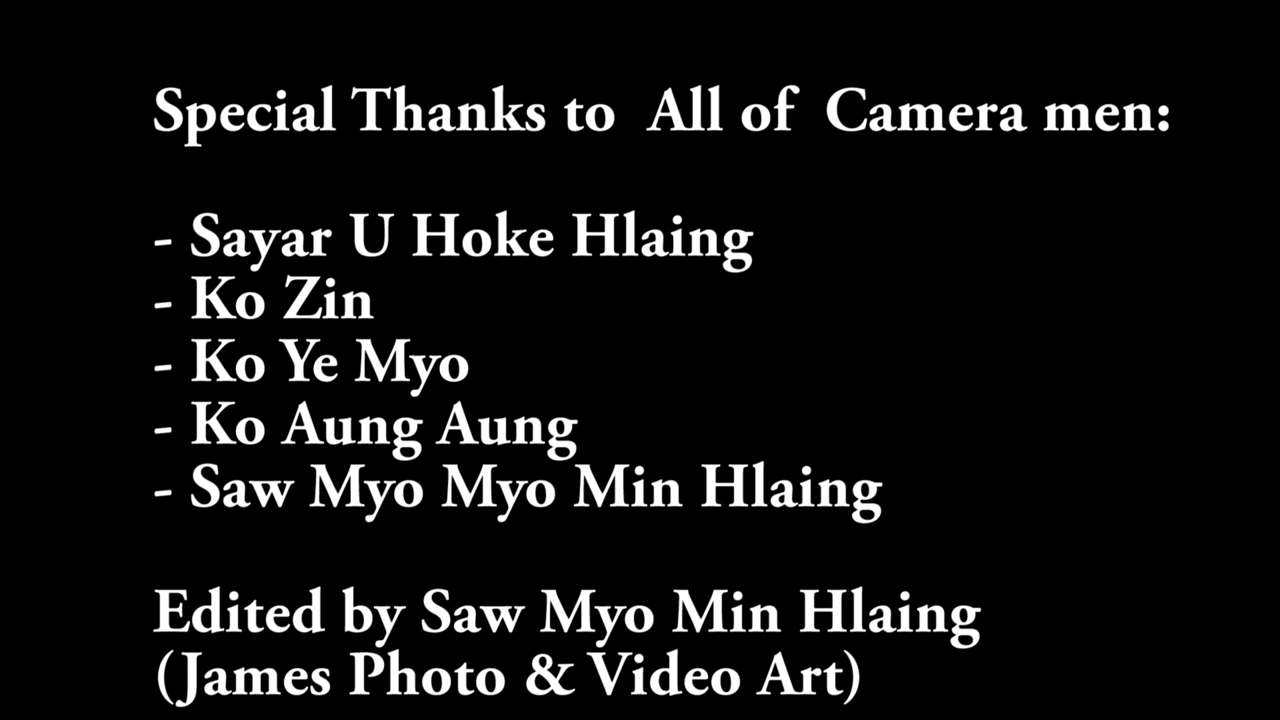 Special Thanks to All of Camera men:
- Sayar U Hoke Hlaing
- Ko Zin
- Ko Ye Myo
- Ko Aung Aung
- Saw Myo Myo Min Hlaing
Edited by Saw Myo Min Hlaing
(James Photo & Video Art)